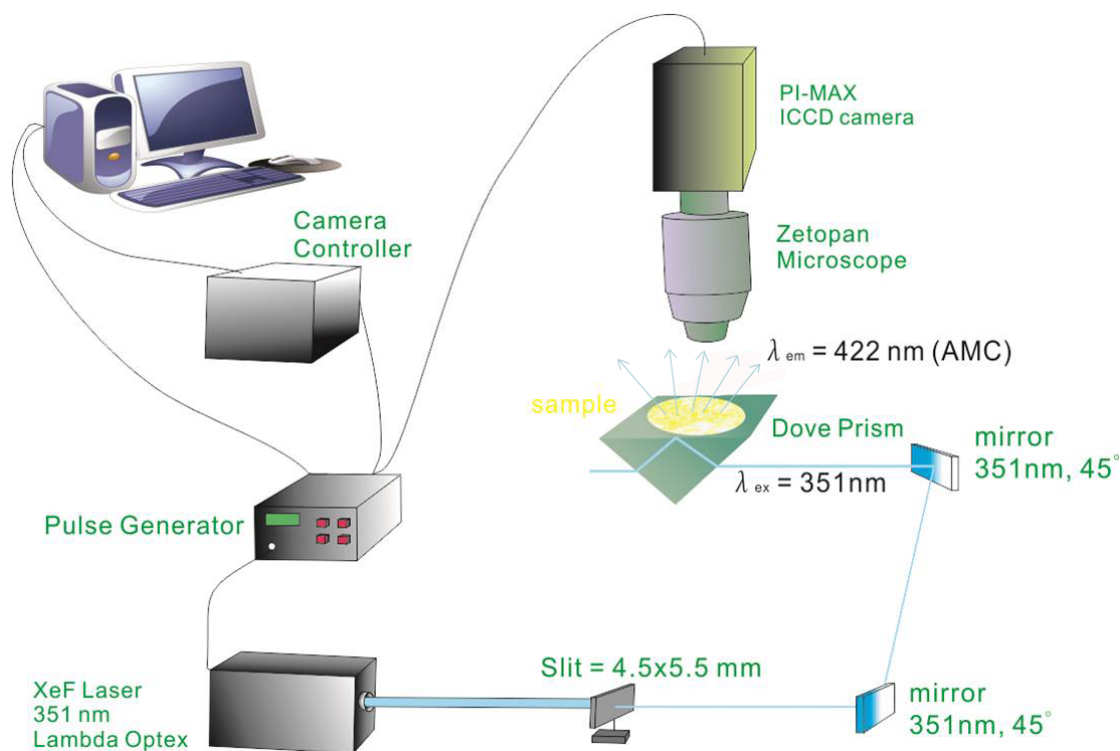 PI-MAX
ICCD camera
Camera
Controller
Zetopan
Microscope
λ em = 422 nm (AMC)
sample
Dove Prism
mirror
351nm, 45°
λ ex = 351nm
Pulse Generator
Slit = 4.5x5.5 mm
XeF Laser
351 nm
Lambda Optex
mirror
351nm, 45°